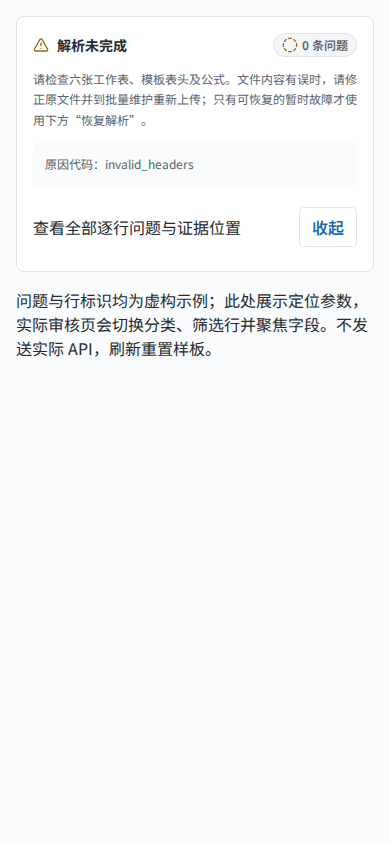 解析未完成
0 条问题
请检查六张工作表、模板表头及公式。文件内容有误时，请修
正原文件并到批量维护重新上传；只有可恢复的暂时故障才使
用下方“恢复解析”。
原因代码：invalid_headers
查看全部逐行问题与证据位置
收起
问题与行标识均为虚构示例；此处展示定位参数，
实际审核页会切换分类、筛选行并聚焦字段。不发
送实际 API，刷新重置样板。